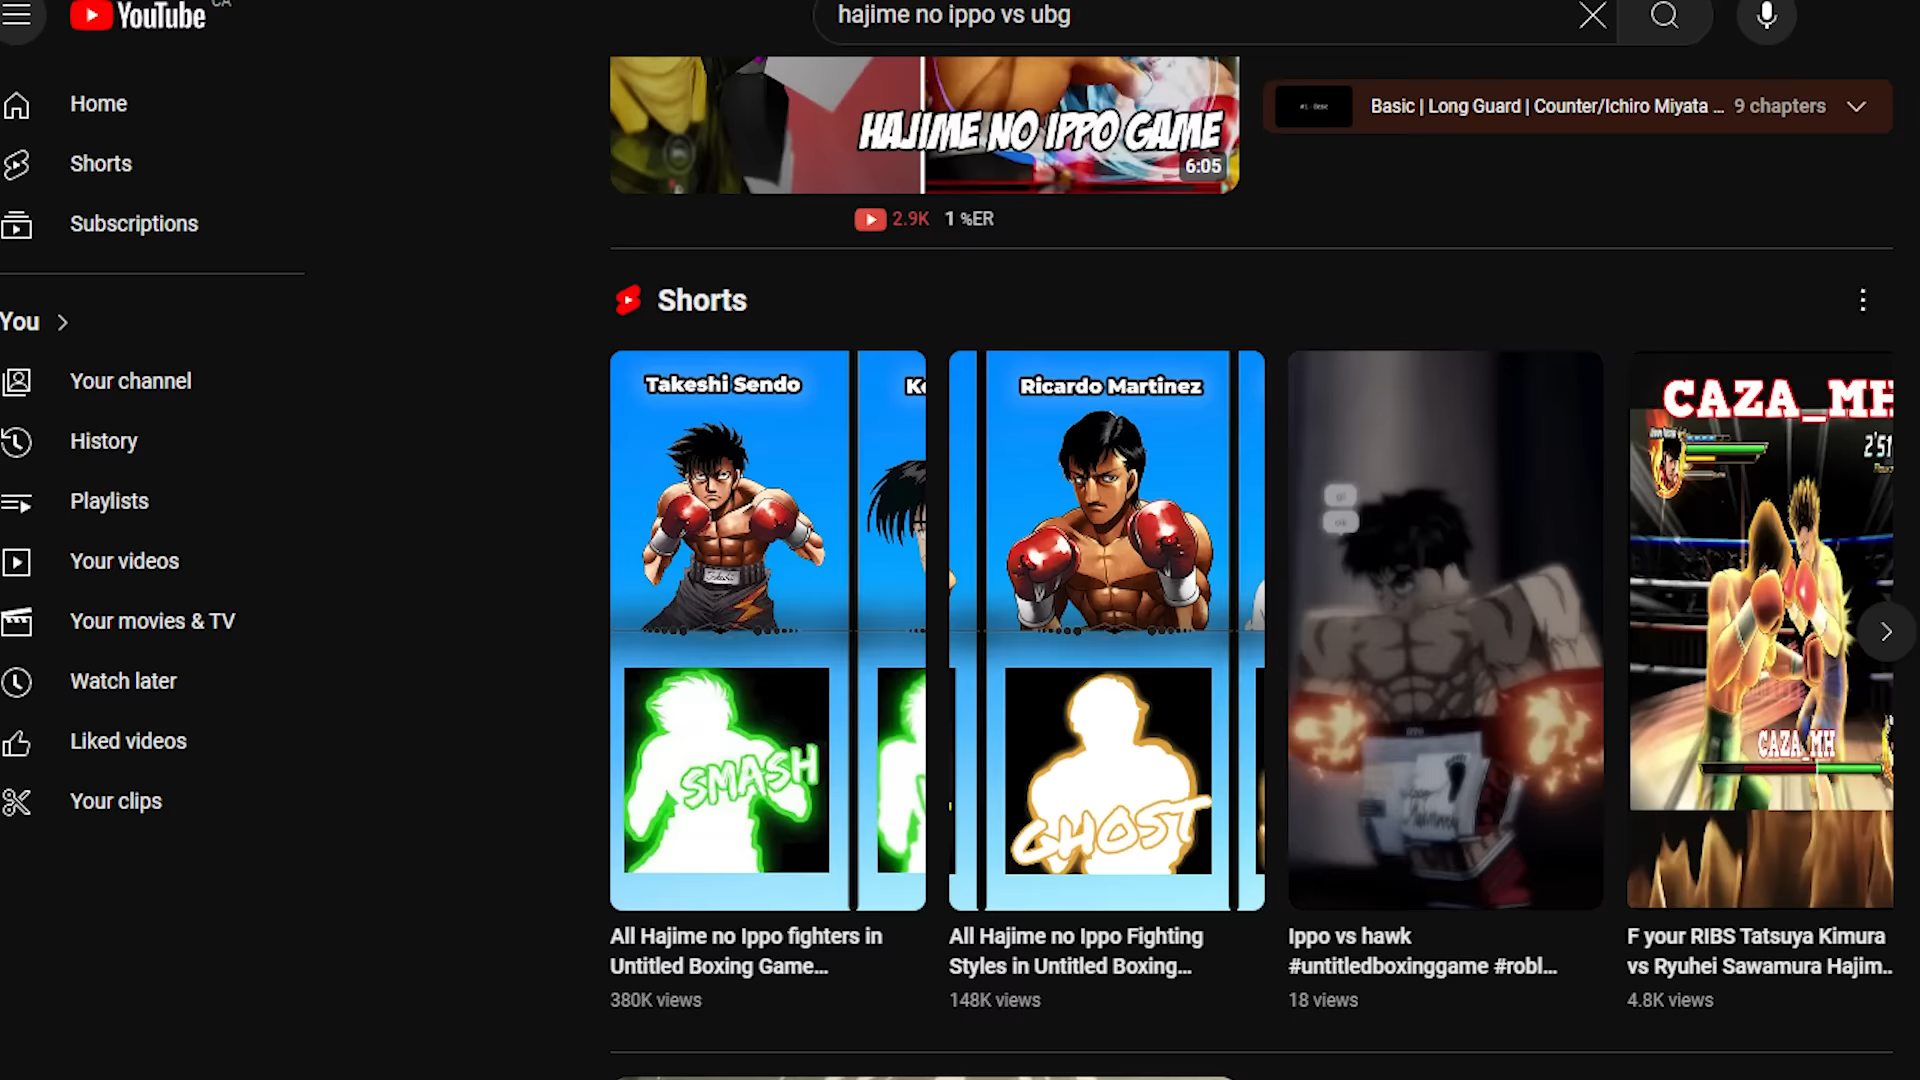 YouTube CA
hajime no ippo vs ubg
Home
Shorts
Subscriptions
You
Your channel
History
Playlists
Your videos
Your movies & TV
Watch later
Liked videos
Your clips
HAJIME NO IPPO GAME
6:05
Basic | Long Guard | Counter/Ichiro Miyata ... 9 chapters
2.9K 1 %ER
Shorts
Takeshi Sendo
SMASH
All Hajime no Ippo fighters in
Untitled Boxing Game...
380K views
Ricardo Martinez
GHOST
All Hajime no Ippo Fighting
Styles in Untitled Boxing...
148K views
Ippo vs hawk
#untitledboxinggame #robl...
18 views
CAZA_MH
2'51
CAZA_MH
F your RIBS Tatsuya Kimura
vs Ryuhei Sawamura Hajim..
4.8K views